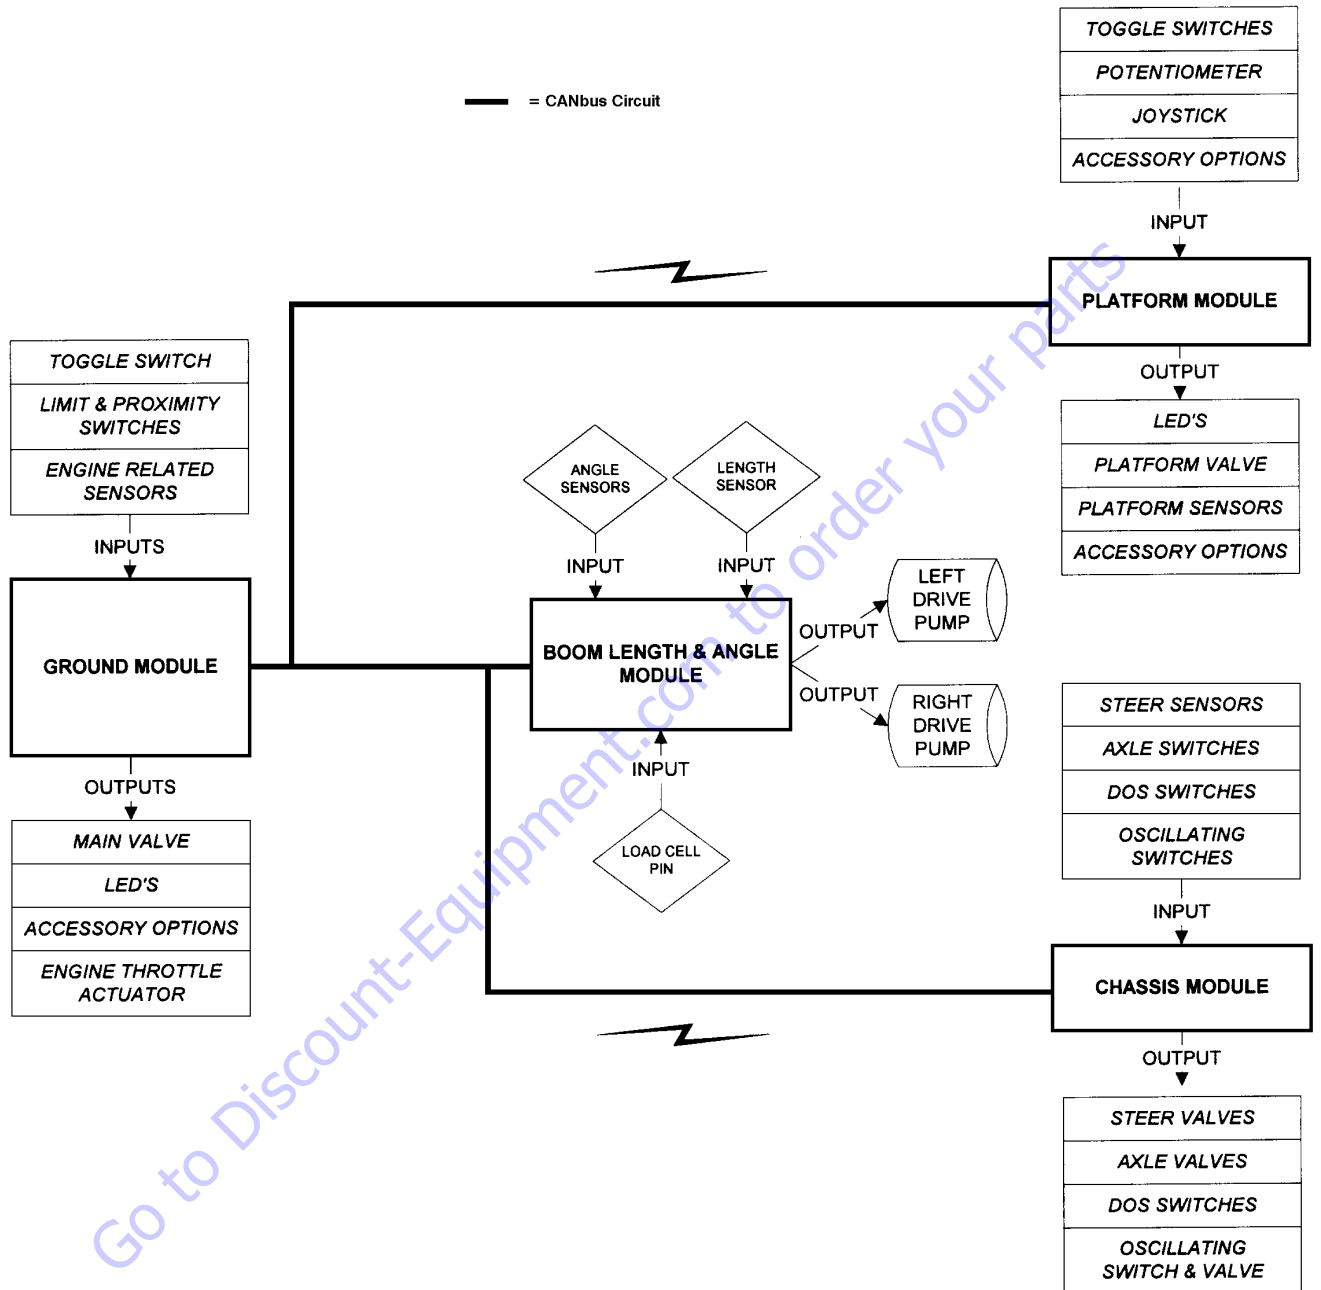 TOGGLE SWITCHES
POTENTIOMETER
JOYSTICK
ACCESSORY OPTIONS
= CANbus Circuit
INPUT
PLATFORM MODULE
OUTPUT
LED'S
PLATFORM VALVE
PLATFORM SENSORS
ACCESSORY OPTIONS
TOGGLE SWITCH
LIMIT & PROXIMITY
SWITCHES
ENGINE RELATED
SENSORS
INPUTS
GROUND MODULE
OUTPUTS
MAIN VALVE
LED'S
ACCESSORY OPTIONS
ENGINE THROTTLE
ACTUATOR
ANGLE
SENSORS
LENGTH
SENSOR
INPUT
INPUT
BOOM LENGTH & ANGLE
MODULE
OUTPUT
LEFT
DRIVE
PUMP
OUTPUT
RIGHT
DRIVE
PUMP
INPUT
LOAD CELL
PIN
STEER SENSORS
AXLE SWITCHES
DOS SWITCHES
OSCILLATING
SWITCHES
INPUT
CHASSIS MODULE
OUTPUT
STEER VALVES
AXLE VALVES
DOS SWITCHES
OSCILLATING
SWITCH & VALVE
Go to Discount-Equipment.com to order your parts